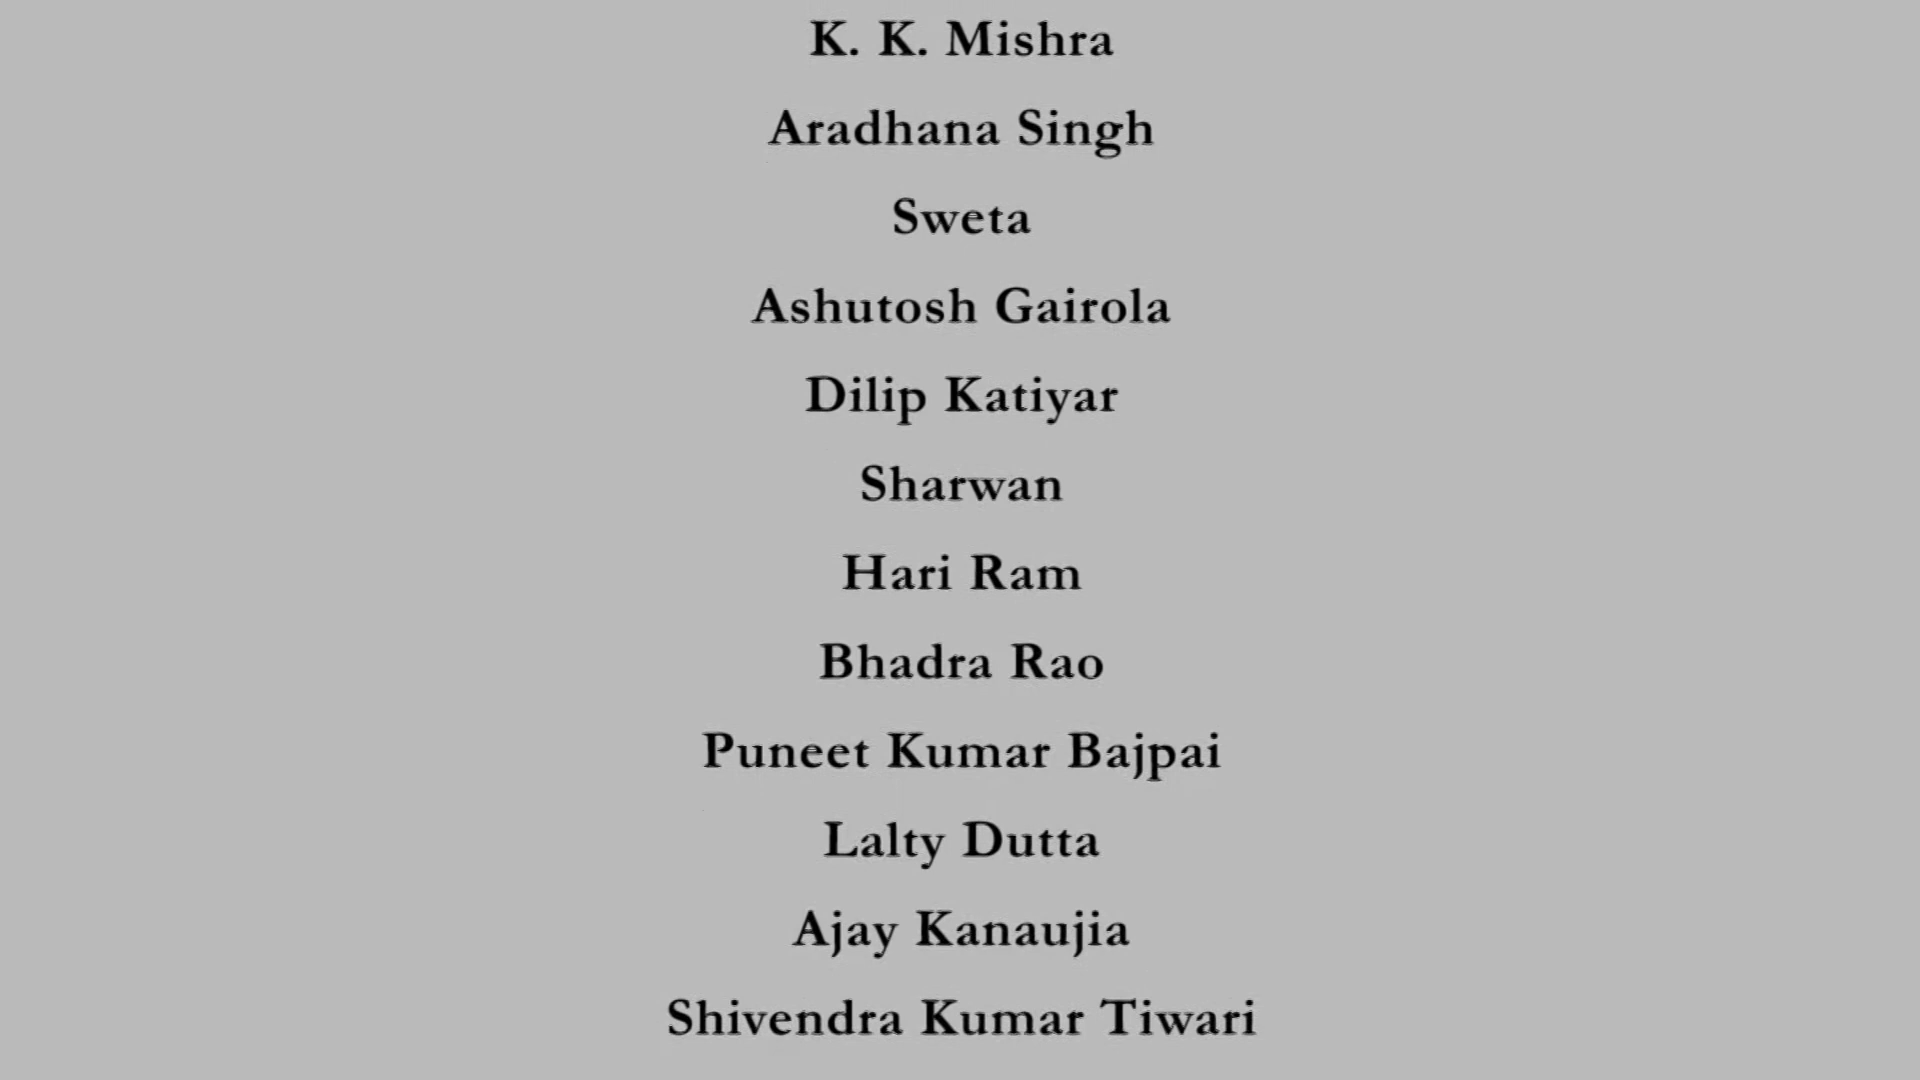 K. K. Mishra
Aradhana Singh
Sweta
Ashutosh Gairola
Dilip Katiyar
Sharwan
Hari Ram
Bhadra Rao
Puneet Kumar Bajpai
Lalty Dutta
Ajay Kanaujia
Shivendra Kumar Tiwari